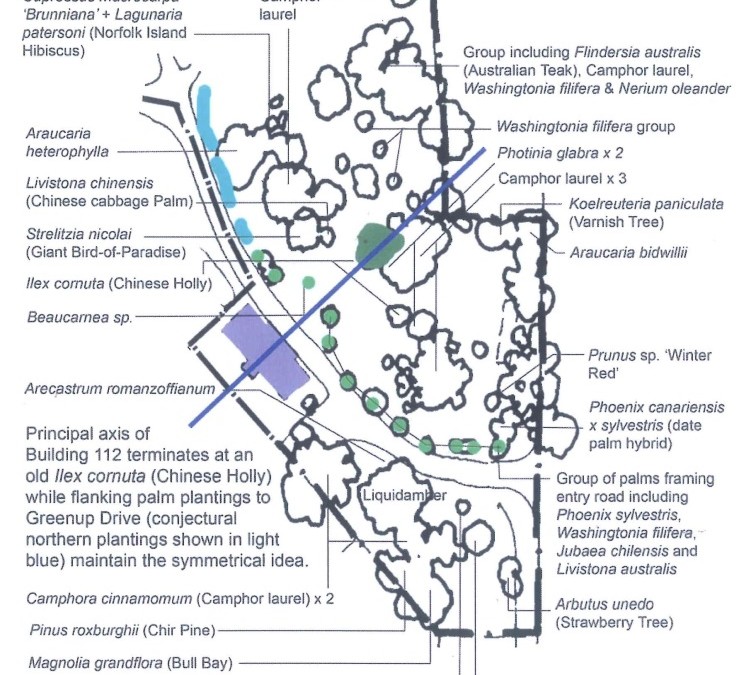 'Brunniana' + Lagunaria
patersoni (Norfolk Island
Hibiscus)
laurel
Group including Flindersia australis
(Australian Teak), Camphor laurel,
Washingtonia filifera & Nerium oleander
Araucaria
heterophylla
Washingtonia filifera group
Photinia glabra x 2
Camphor laurel x 3
Livistona chinensis
(Chinese cabbage Palm)
Koelreuteria paniculata
(Varnish Tree)
Strelitzia nicolai
(Giant Bird-of-Paradise)
Araucaria bidwillii
Ilex cornuta (Chinese Holly)
Beaucarnea sp.
Prunus sp. 'Winter
Red'
Arecastrum romanzoffianum
Phoenix canariensis
x sylvestris (date
palm hybrid)
Principal axis of
Building 112 terminates at an
old Ilex cornuta (Chinese Holly)
while flanking palm plantings to
Greenup Drive (conjectural
northern plantings shown in light
blue) maintain the symmetrical idea.
Liquidamber
Group of palms framing
entry road including
Phoenix sylvestris,
Washingtonia filifera,
Jubaea chilensis and
Livistona australis
Camphora cinnamomum (Camphor laurel) x 2
Arbutus unedo
(Strawberry Tree)
Pinus roxburghii (Chir Pine)
Magnolia grandflora (Bull Bay)